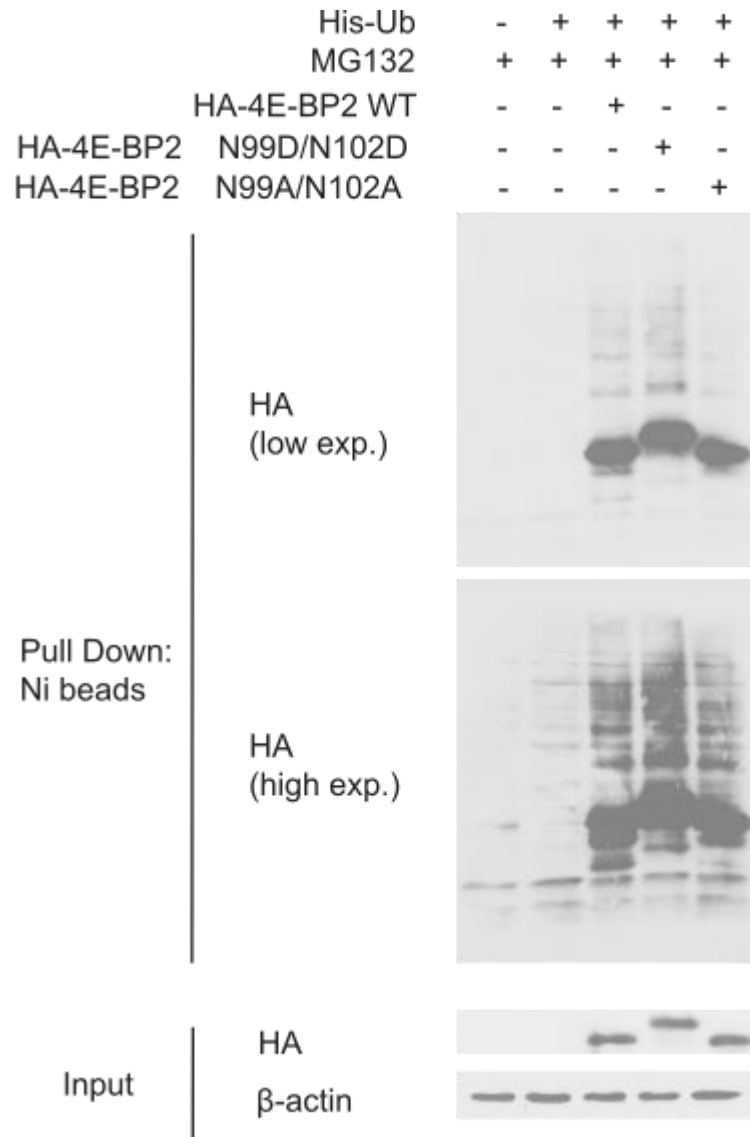 His-Ub - + + + +
MG132 + + + + +
HA-4E-BP2 WT - - + - -
HA-4E-BP2 N99D/N102D - - - + -
HA-4E-BP2 N99A/N102A - - - - +
HA
(low exp.)
Pull Down:
Ni beads
HA
(high exp.)
Input
HA
β-actin